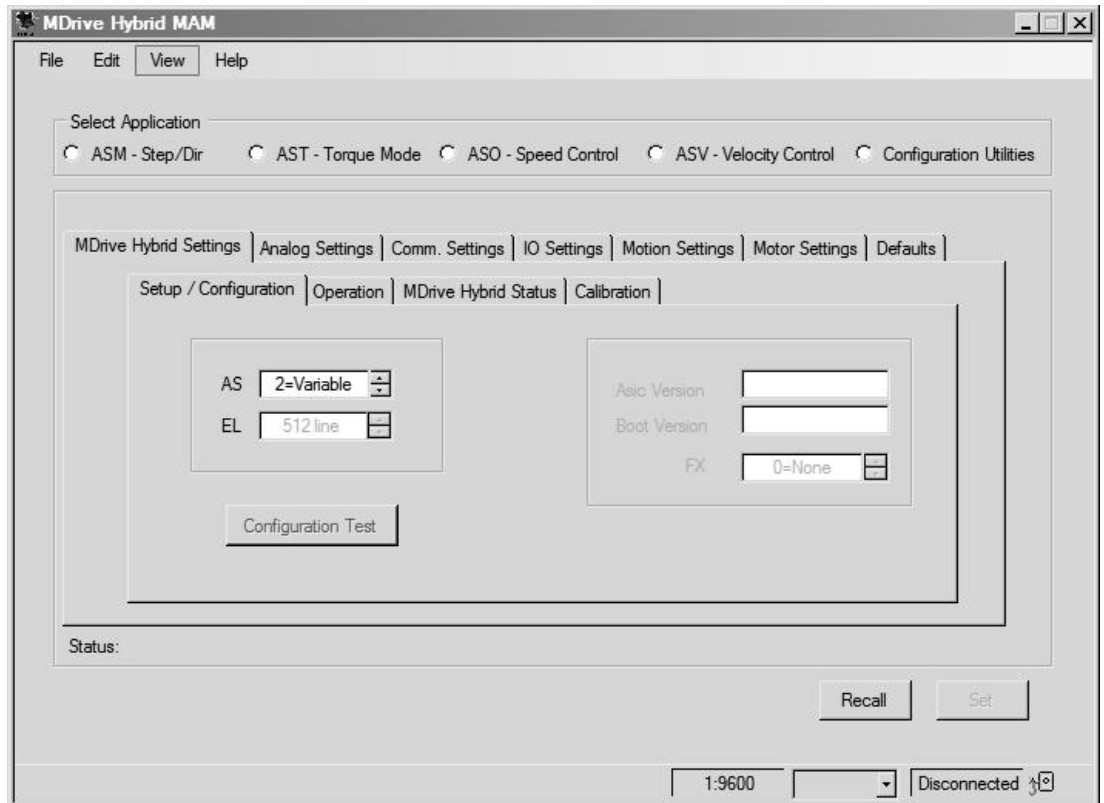 MDrive Hybrid MAM
File Edit View Help
Select Application
ASM - Step/Dir AST - Torque Mode ASO - Speed Control ASV - Velocity Control Configuration Utilities
MDrive Hybrid Settings Analog Settings Comm. Settings IO Settings Motion Settings Motor Settings Defaults
Setup / Configuration Operation MDrive Hybrid Status Calibration
AS 2=Variable
EL 512 line
Configuration Test
Asic Version
Boot Version
FX 0=None
Status:
Recall Set
1:9600 Disconnected